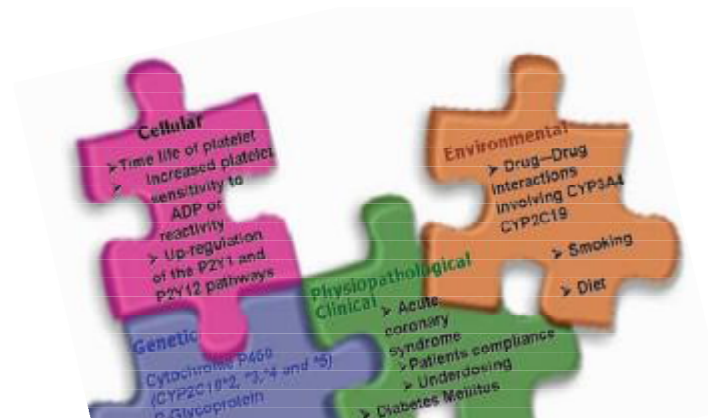 Cellular
➤Time life of platelet
➤ Increased platelet
sensitivity to
ADP or
reactivity
➤ Up-regulation
of the P2Y1 and
P2Y12 pathways
Environmental
➤ Drug–Drug
interactions
involving CYP3A4
CYP2C19
➤ Smoking
➤ Diet
Physiopathological
Clinical
➤ Acute
coronary
syndrome
➤Patients compliance
➤ Underdosing
➤ Diabetes Mellitus
Genetic
Cytochrome P450
(CYP2C19*2, *3,*4 and *5)
Glycoprotein